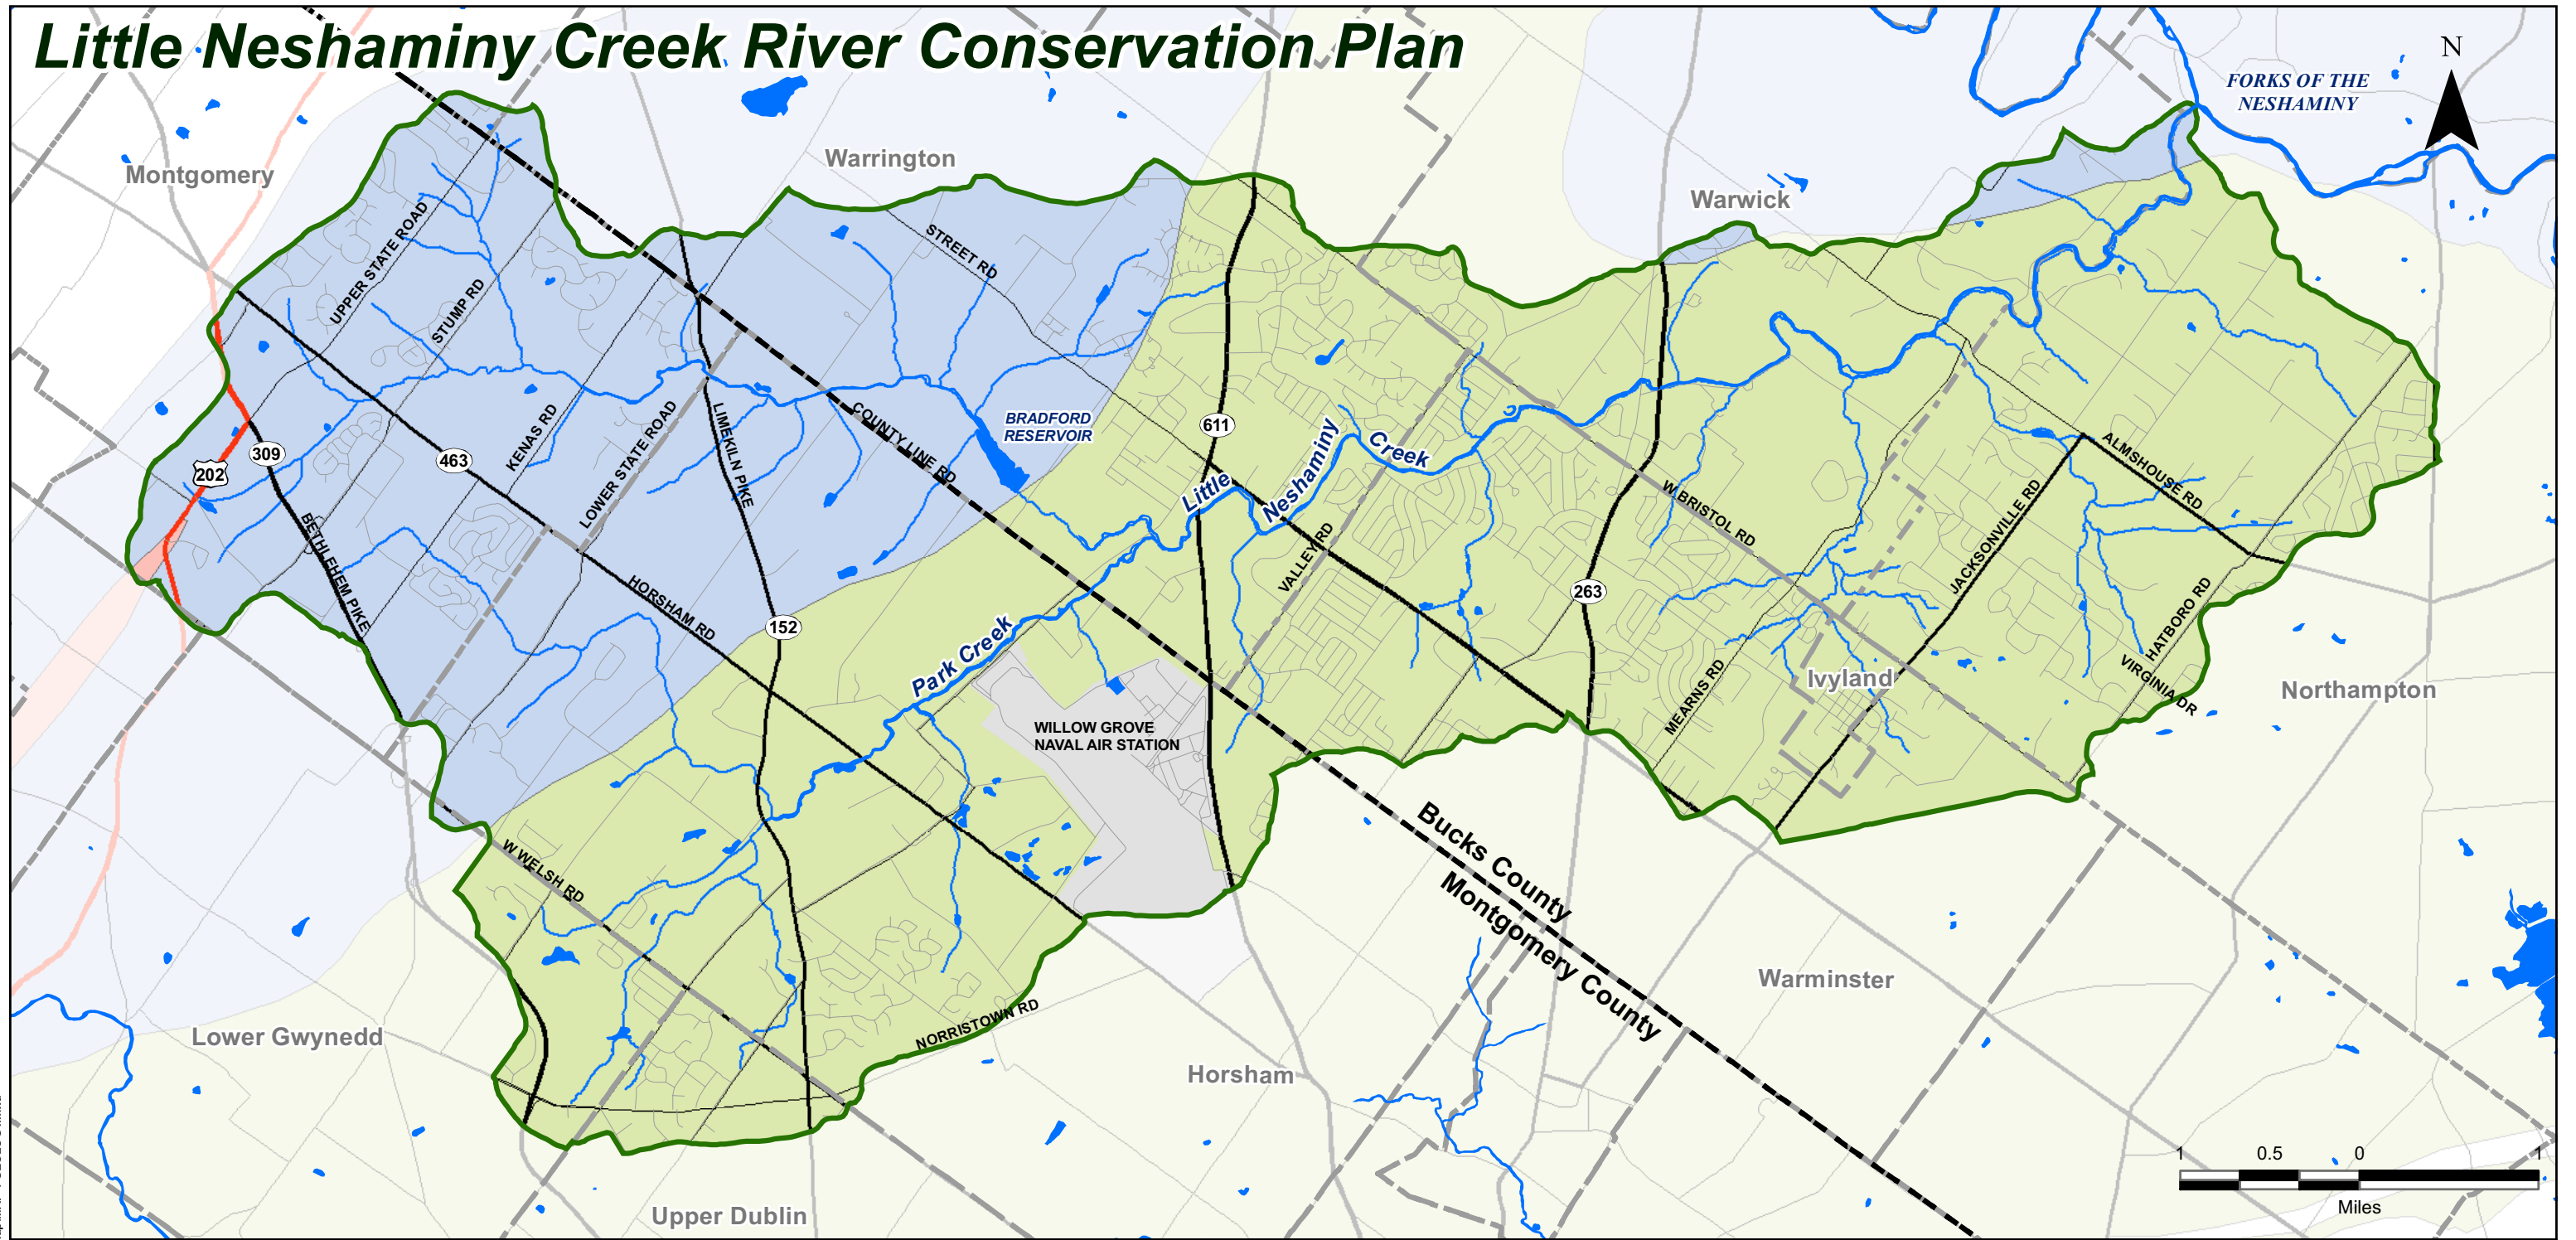 Little Neshaminy Creek River Conservation Plan
N
FORKS OF THE
NESHAMINY
Montgomery
Warrington
Warwick
UPPER STATE ROAD
STREET RD
STUMP RD
KENAS RD
LOWER STATE ROAD
LIMEKILN PIKE
COUNTY LINE RD
BRADFORD
RESERVOIR
611
202
309
463
BETHLEHEM PIKE
HORSHAM RD
152
Little
Neshaminy
Creek
VALLEY RD
W BRISTOL RD
263
ALMSHOUSE RD
JACKSONVILLE RD
HATBORO RD
VIRGINIA DR
MEARNS RD
Ivyland
Northampton
Park Creek
WILLOW GROVE
NAVAL AIR STATION
W WELSH RD
Bucks County
Montgomery County
Warminster
NORRISTOWN RD
Lower Gwynedd
Horsham
Upper Dublin
1 0.5 0 1
Miles